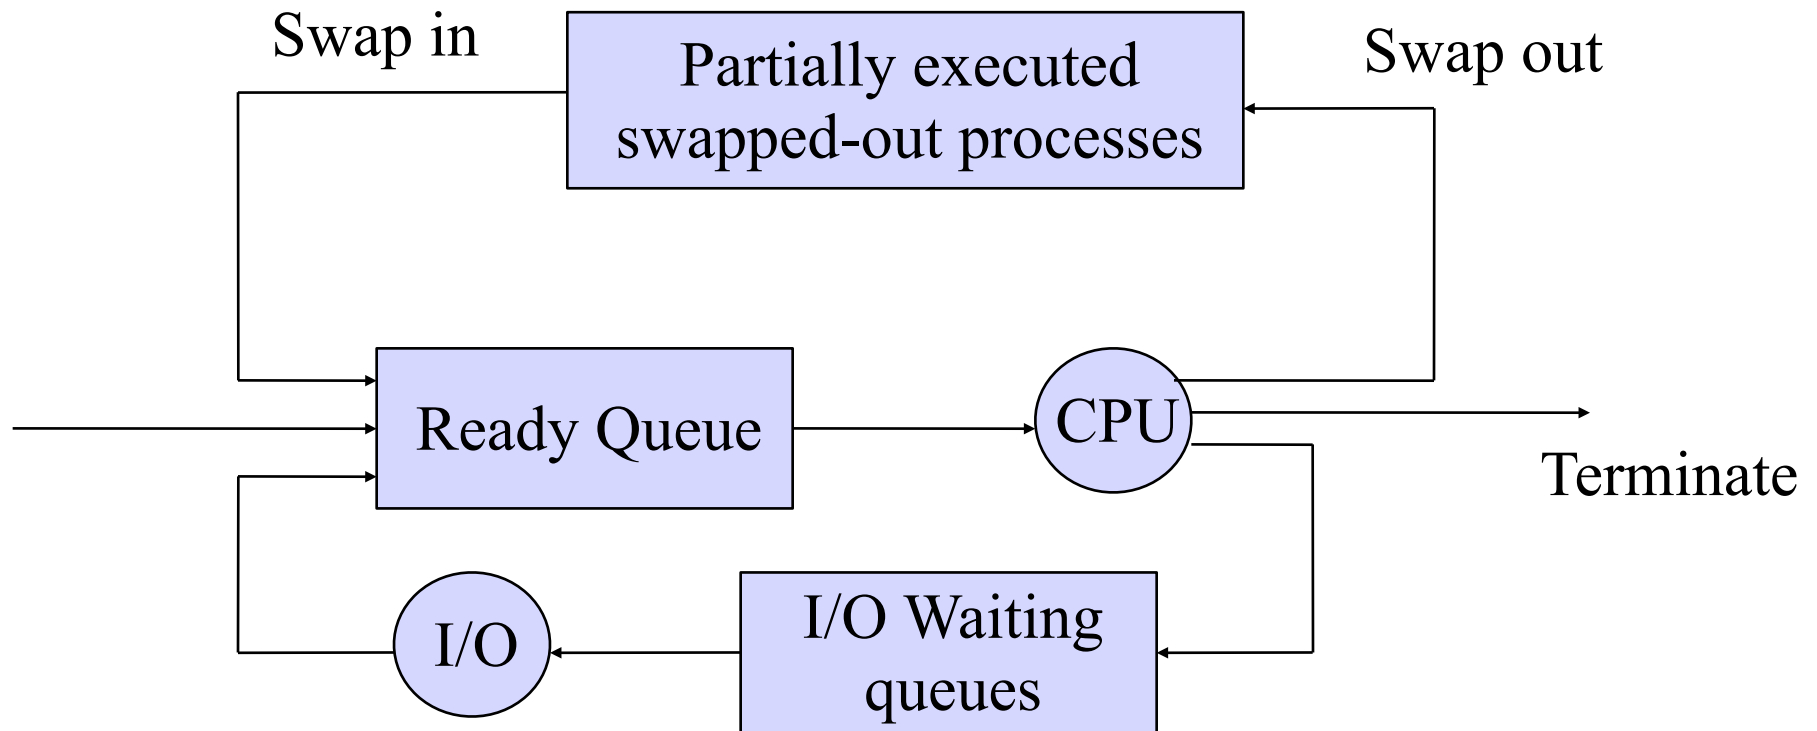 Swap in
Partially executed
swapped-out processes
Swap out
Ready Queue
CPU
Terminate
I/O
I/O Waiting
queues